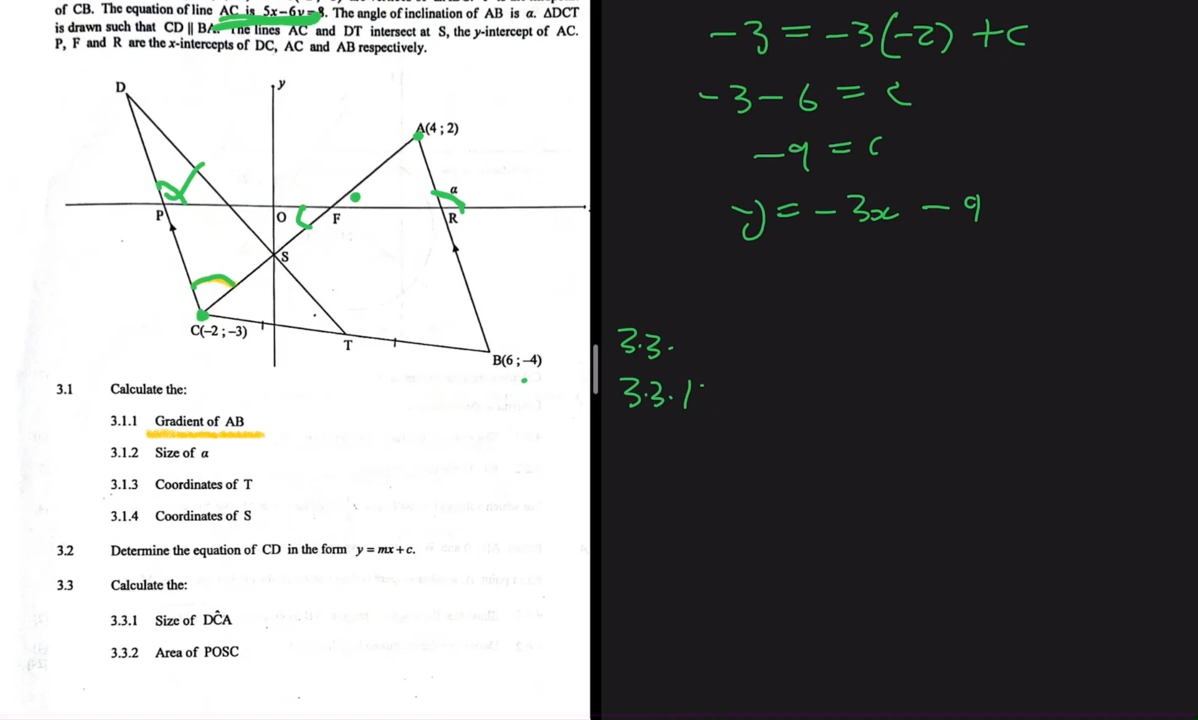 of CB. The equation of line AC is 5x−6y=8. The angle of inclination of AB is α. ΔDCT
is drawn such that CD ∥ BA. The lines AC and DT intersect at S, the y-intercept of AC.
P, F and R are the x-intercepts of DC, AC and AB respectively.
D
y
A(4 ; 2)
α
P
O
F
R
S
C(−2 ; −3)
T
B(6 ; −4)
3.1 Calculate the:
3.1.1 Gradient of AB
3.1.2 Size of α
3.1.3 Coordinates of T
3.1.4 Coordinates of S
3.2 Determine the equation of CD in the form y = mx + c.
3.3 Calculate the:
3.3.1 Size of DĈA
3.3.2 Area of POSC
−3 = −3(−2) + c
−3 − 6 = c
−9 = c
y = −3x − 9
3.3.
3.3.1.